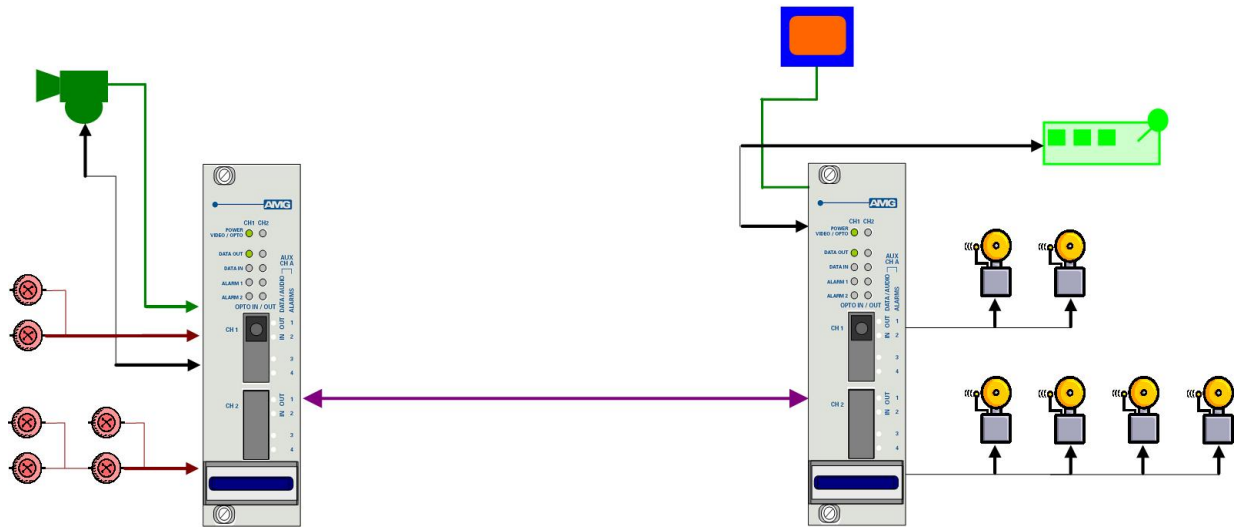 AMG
CH1 CH2
POWER
VIDEO / OPTO
DATA OUT
DATA IN
ALARM 1
ALARM 2
AUX
CH A
DATA/AUDIO
ALARMS
OPTO IN / OUT
CH 1
IN OUT
1
2
3
4
CH 2
IN OUT
1
2
3
4
AMG
CH1 CH2
POWER
VIDEO / OPTO
DATA OUT
DATA IN
ALARM 1
ALARM 2
AUX
CH A
DATA/AUDIO
ALARMS
OPTO IN / OUT
CH 1
IN OUT
1
2
3
4
CH 2
IN OUT
1
2
3
4